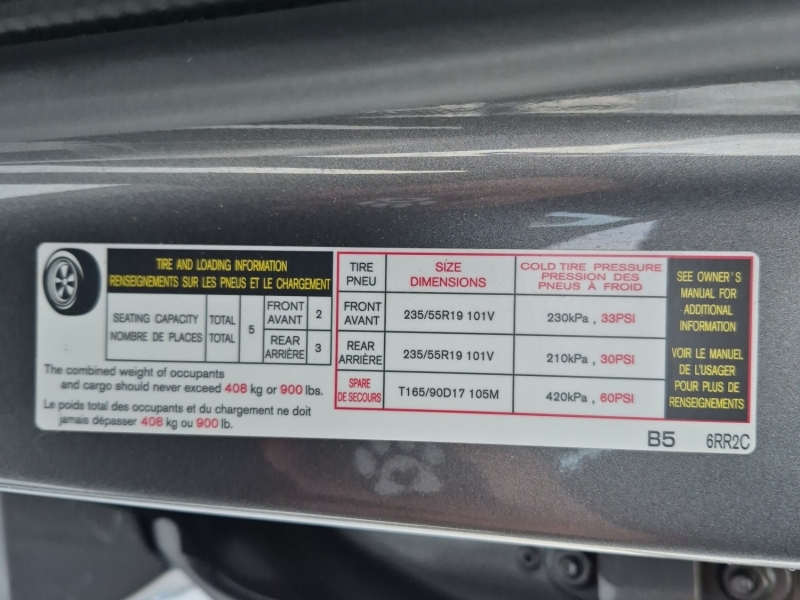 TIRE AND LOADING INFORMATION
RENSEIGNEMENTS SUR LES PNEUS ET LE CHARGEMENT
SEATING CAPACITY TOTAL 5 FRONT AVANT 2
NOMBRE DE PLACES TOTAL REAR ARRIÈRE 3
The combined weight of occupants
and cargo should never exceed 408 kg or 900 lbs.
Le poids total des occupants et du chargement ne doit
jamais dépasser 408 kg ou 900 lb.
TIRE PNEU SIZE DIMENSIONS COLD TIRE PRESSURE PRESSION DES PNEUS À FROID
FRONT AVANT 235/55R19 101V 230kPa , 33PSI
REAR ARRIÈRE 235/55R19 101V 210kPa , 30PSI
SPARE DE SECOURS T165/90D17 105M 420kPa , 60PSI
SEE OWNER'S
MANUAL FOR
ADDITIONAL
INFORMATION
VOIR LE MANUEL
DE L'USAGER
POUR PLUS DE
RENSEIGNEMENTS
B5 6RR2C